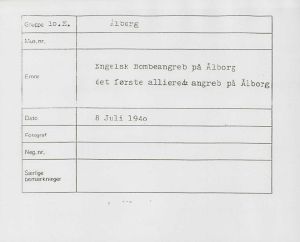 Gruppe 10.E. Ålborg
Mus.nr.
Emne Engelsk Bombeangreb på Ålborg
det første allierede angreb på Ålborg
Dato 8 Juli 1940
Fotograf
Neg.nr.
Særlige
bemærkninger